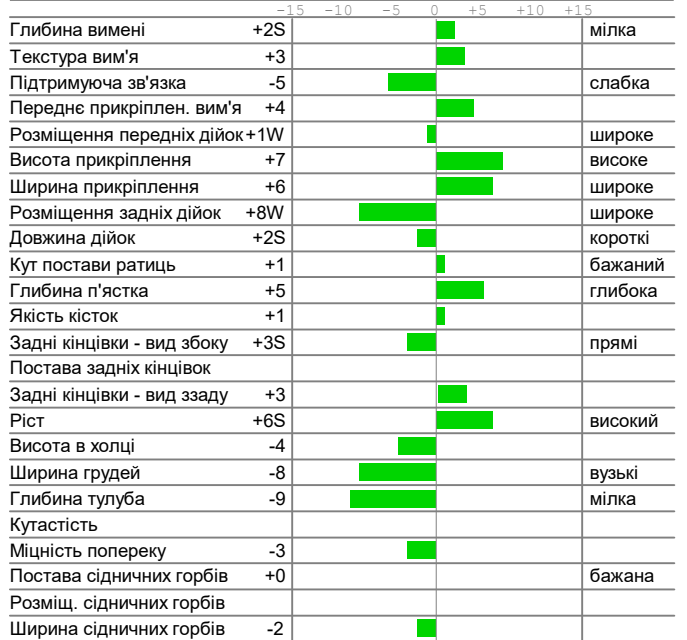 -15 -10 -5 0 +5 +10 +15
Глибина вимені +2S мілка
Текстура вим'я +3
Підтримуюча зв'язка -5 слабка
Переднє прикріплен. вим'я +4
Розміщення передніх дійок +1W широке
Висота прикріплення +7 високе
Ширина прикріплення +6 широке
Розміщення задніх дійок +8W широке
Довжина дійок +2S короткі
Кут постави ратиць +1 бажаний
Глибина п'ястка +5 глибока
Якість кісток +1
Задні кінцівки - вид збоку +3S прямі
Постава задніх кінцівок
Задні кінцівки - вид ззаду +3
Ріст +6S високий
Висота в холці -4
Ширина грудей -8 вузькі
Глибина тулуба -9 мілка
Кутастість
Міцність попереку -3
Постава сідничних горбів +0 бажана
Розміщ. сідничних горбів
Ширина сідничних горбів -2